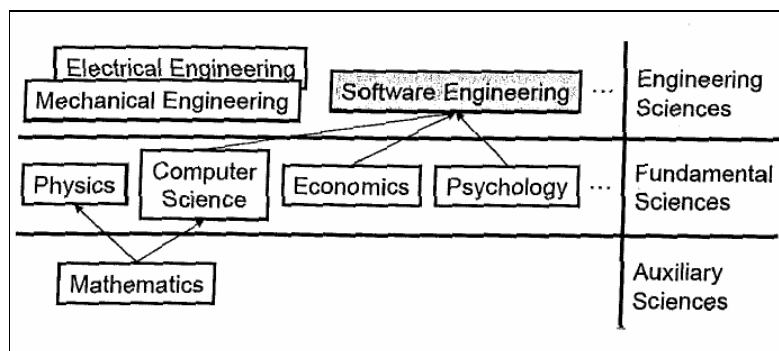 Electrical Engineering
Mechanical Engineering
Software Engineering
...
Engineering
Sciences
Physics
Computer
Science
Economics
Psychology
...
Fundamental
Sciences
Mathematics
Auxiliary
Sciences